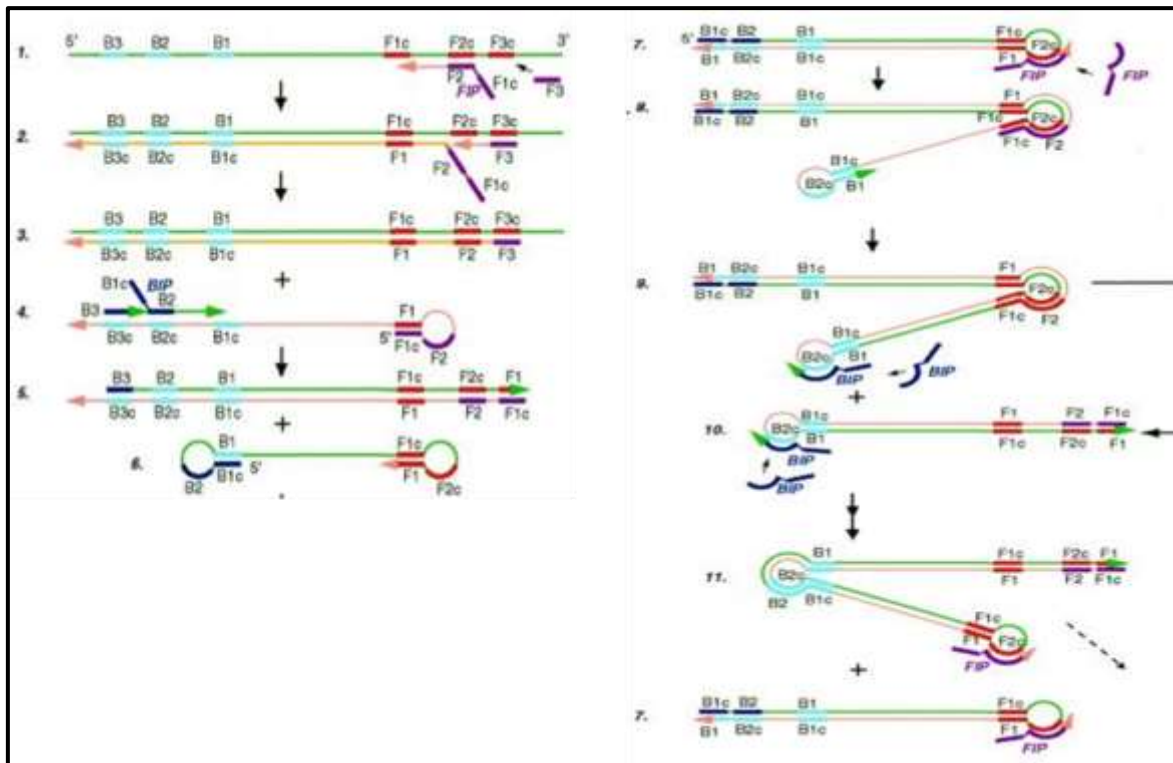 5' B3 B2 B1 F1c F2c F3c 3'
1.
F2 FIP F1c F3
B3 B2 B1 F1c F2c F3c
2.
B3c B2c B1c F1 F2 F1c F3
B3 B2 B1 F1c F2c F3c
3.
B3c B2c B1c F1 F2 F3
+
B1c BIP
4. B3 B2 F1
B3c B2c B1c 5' F1c F2
B3 B2 B1 F1c F2c F1
5.
B3c B2c B1c F1 F2 F1c
+
B1 F1c
6. 5'
B2 B1c F1 F2c
B1c B2 B1 F1c
7. 5' F2c
B1 B2c B1c F1 FIP FIP
B1 B2c B1c F1
8. F2c
B1c B2 B1 F1c
F1c F2
B1c
B2c B1
B1 B2c B1c F1
9. F2c
B1c B2 B1
F1c F2
B1c
B2c B1
BIP BIP
+
B1c F1 F2 F1c
10. B2c
B1 F1c F2c F1
BIP
BIP
B1 F1c F2c F1
11. B2c
F1 F2 F1c
B2 B1c
F1c
F1 F2c
FIP
+
B1c B2 B1 F1c
7.
B1 B2c B1c F1
FIP